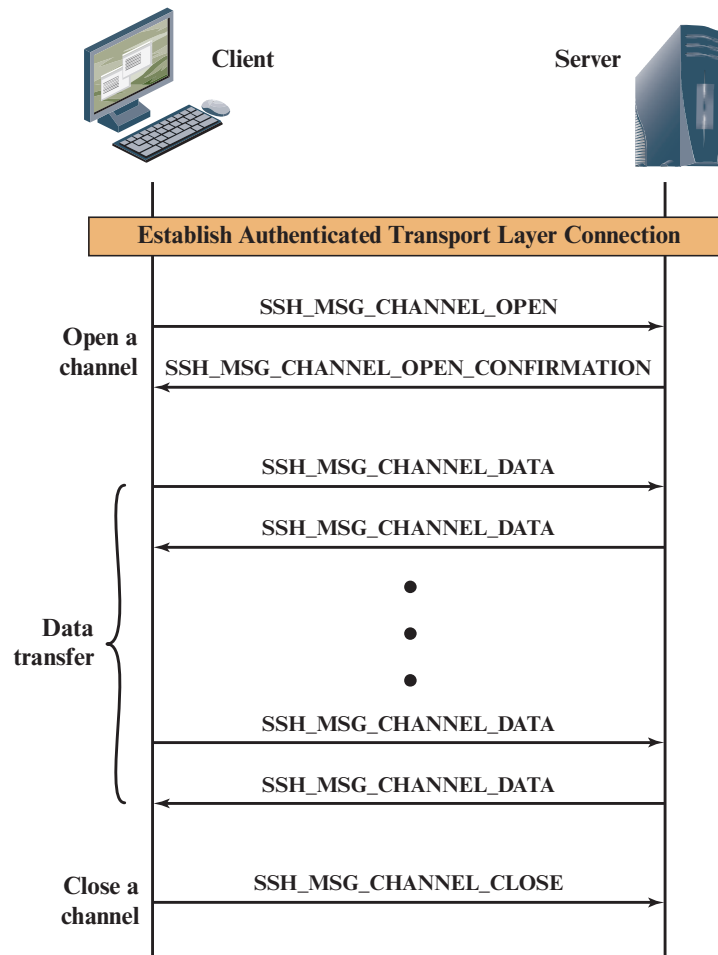 Client
Server
Establish Authenticated Transport Layer Connection
SSH_MSG_CHANNEL_OPEN
Open a
channel
SSH_MSG_CHANNEL_OPEN_CONFIRMATION
SSH_MSG_CHANNEL_DATA
SSH_MSG_CHANNEL_DATA
Data
transfer
SSH_MSG_CHANNEL_DATA
SSH_MSG_CHANNEL_DATA
Close a
channel
SSH_MSG_CHANNEL_CLOSE